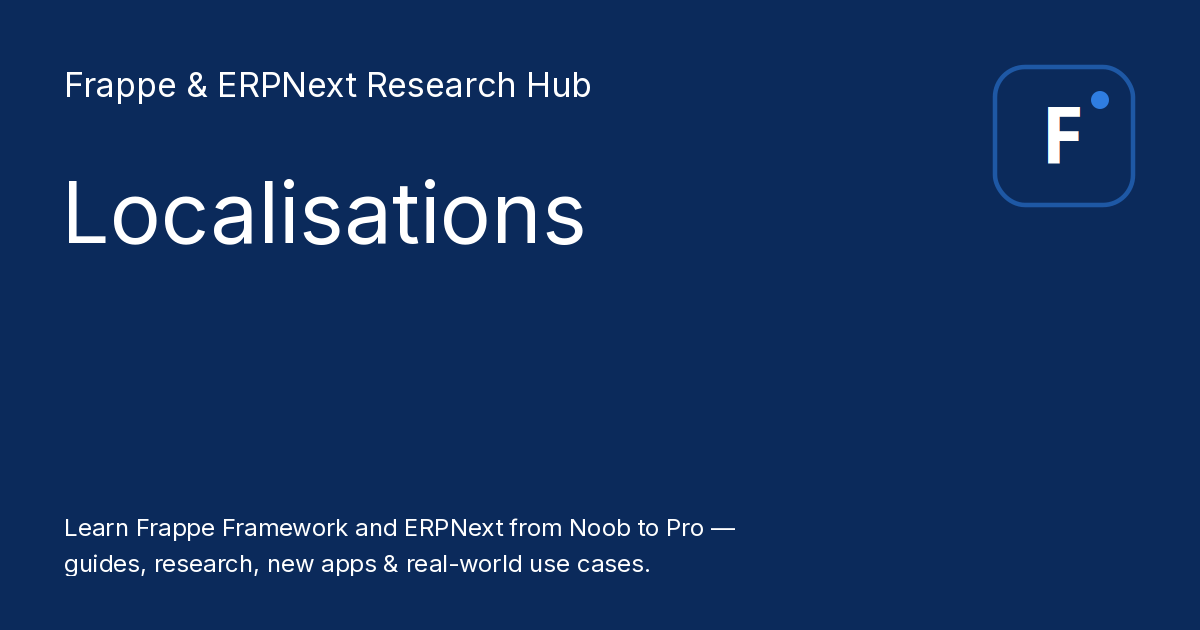 Frappe & ERPNext Research Hub
F
Localisations
Learn Frappe Framework and ERPNext from Noob to Pro —
guides, research, new apps & real-world use cases.